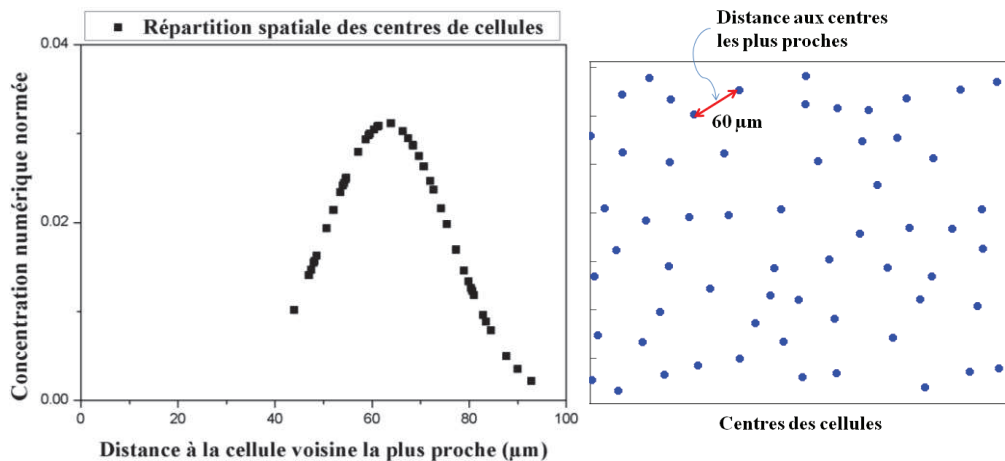 Répartition spatiale des centres de cellules
Concentration numérique normée
0.04
0.02
0.00
0
20
40
60
80
100
Distance à la cellule voisine la plus proche (µm)
Distance aux centres
les plus proches
60 µm
Centres des cellules